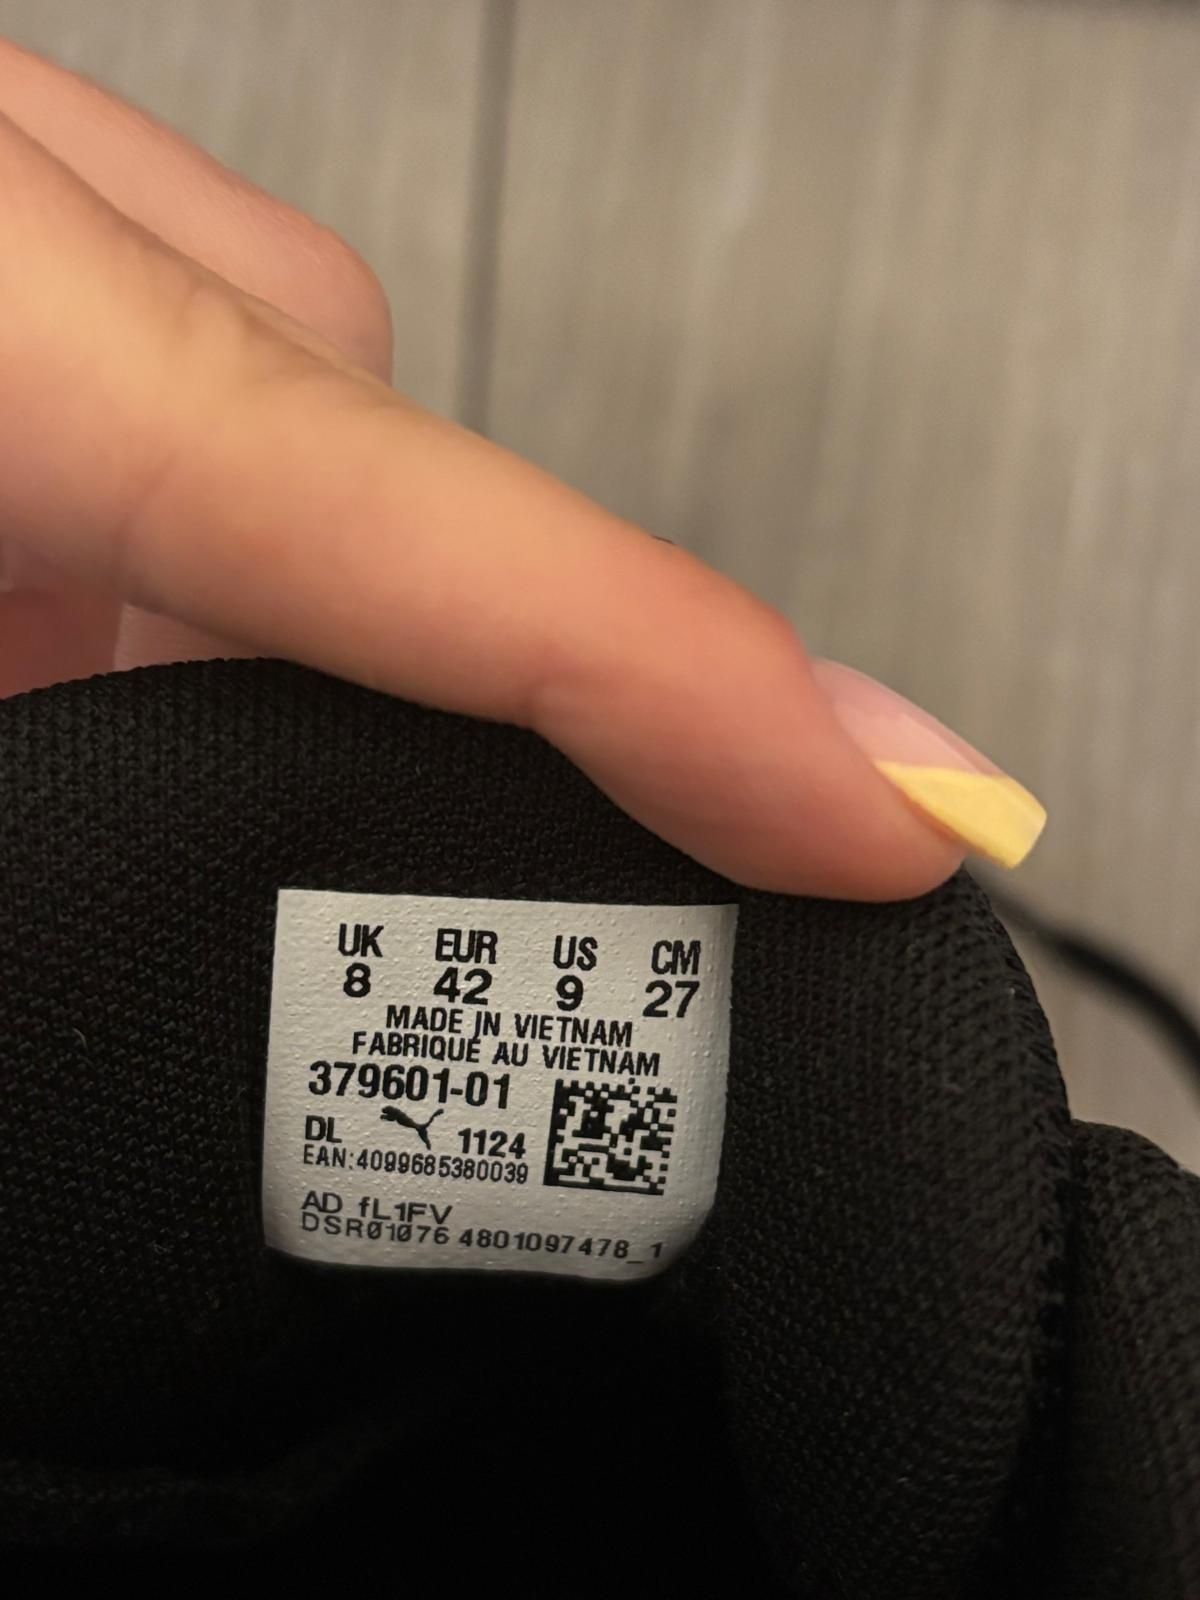 UK EUR US CM
8 42 9 27
MADE IN VIETNAM
FABRIQUÉ AU VIETNAM
379601-01
DL 1124
EAN:4099685380039
AD fL1FV
DSR01076 4801097478_1